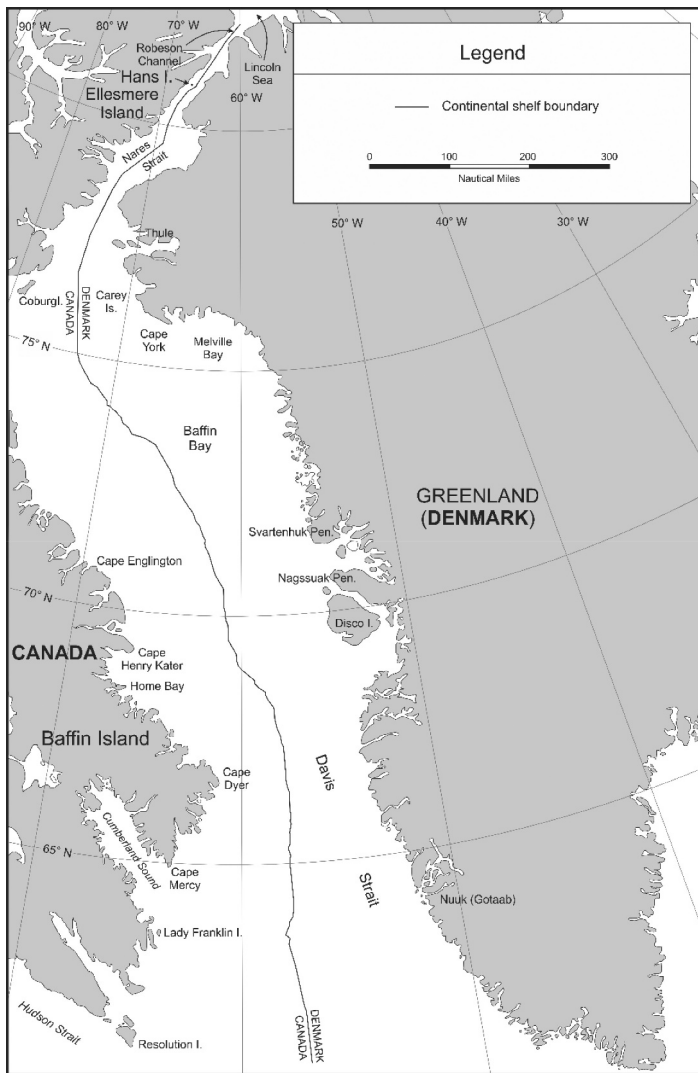 90° W
80° W
70° W
Robeson
Channel
Lincoln
Sea
Hans I.
Ellesmere
Island
60° W
Legend
Continental shelf boundary
0 100 200 300
Nautical Miles
Nares
Strait
50° W
40° W
30° W
Thule
CoburgI.
CANADA
DENMARK
Carey
Is.
Cape
York
Melville
Bay
75° N
Baffin
Bay
GREENLAND
(DENMARK)
Svartenhuk Pen.
Cape Englington
Nagssuak Pen.
70° N
Disco I.
CANADA
Cape
Henry Kater
Home Bay
Baffin Island
Cape
Dyer
Davis
Strait
Cumberland Sound
65° N
Cape
Mercy
Nuuk (Gotaab)
Lady Franklin I.
Hudson Strait
DENMARK
CANADA
Resolution I.